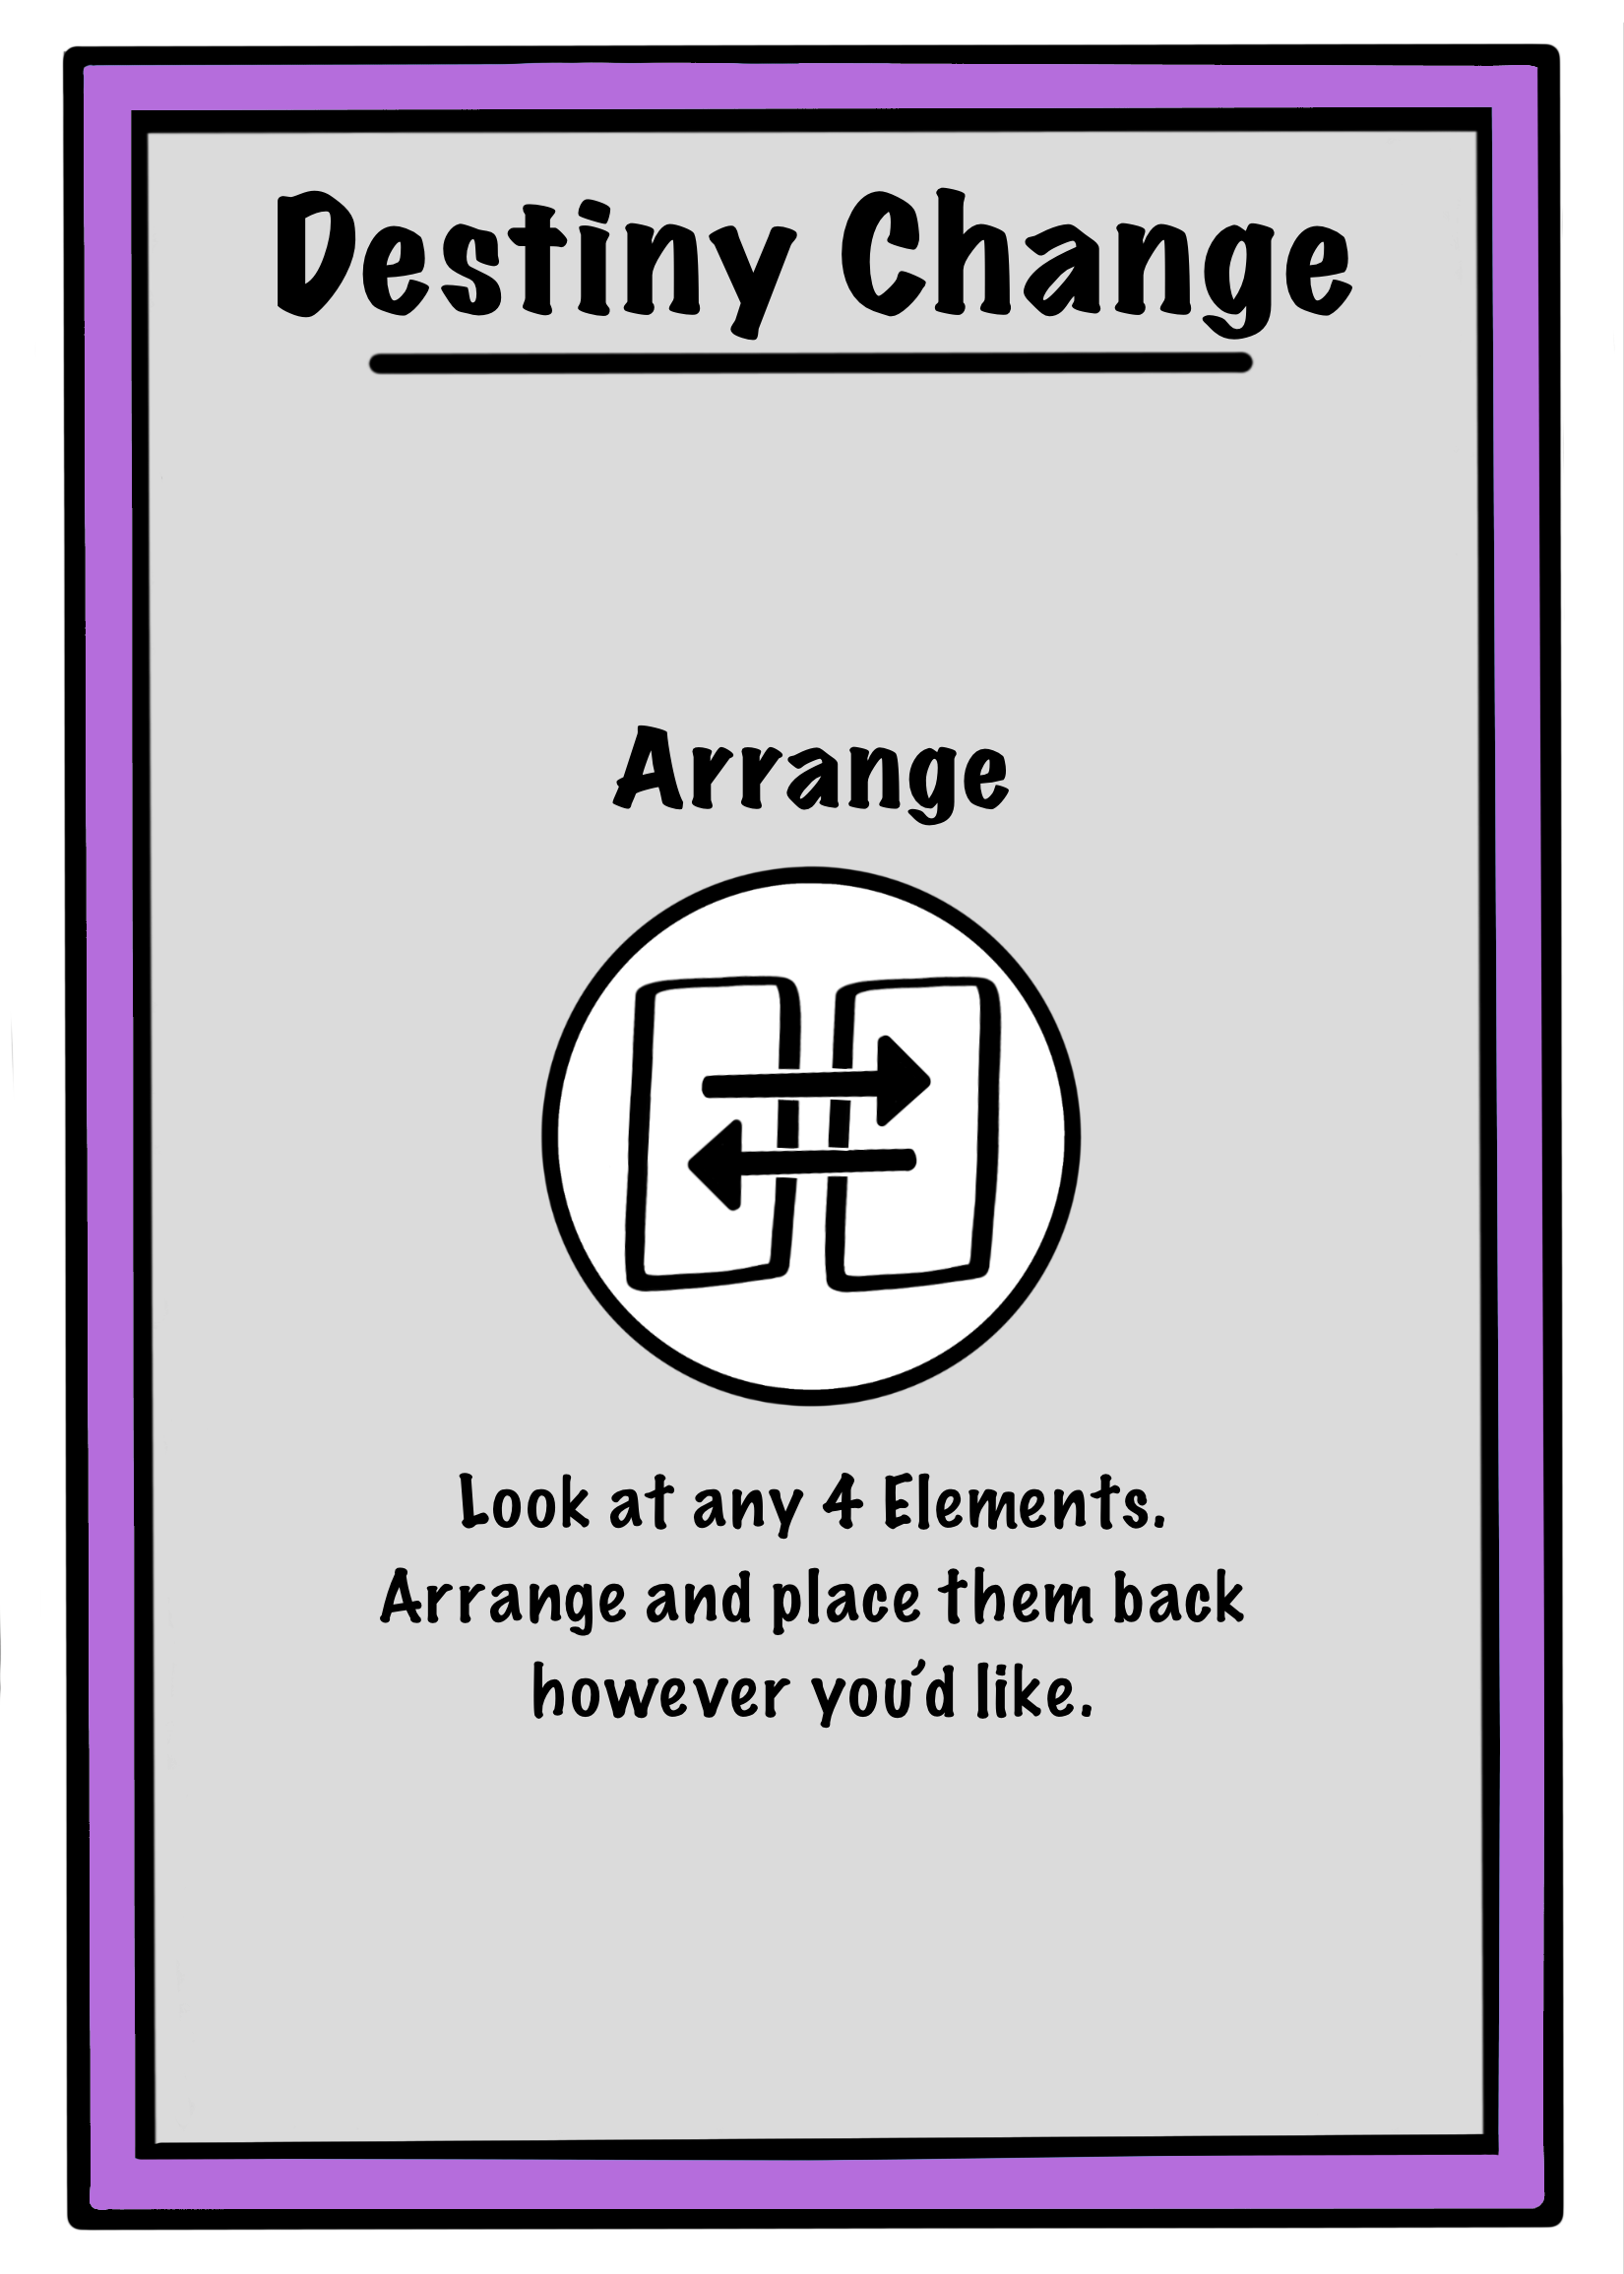 Destiny Change
Arrange
Look at any 4 Elements.
Arrange and place them back
however you'd like.